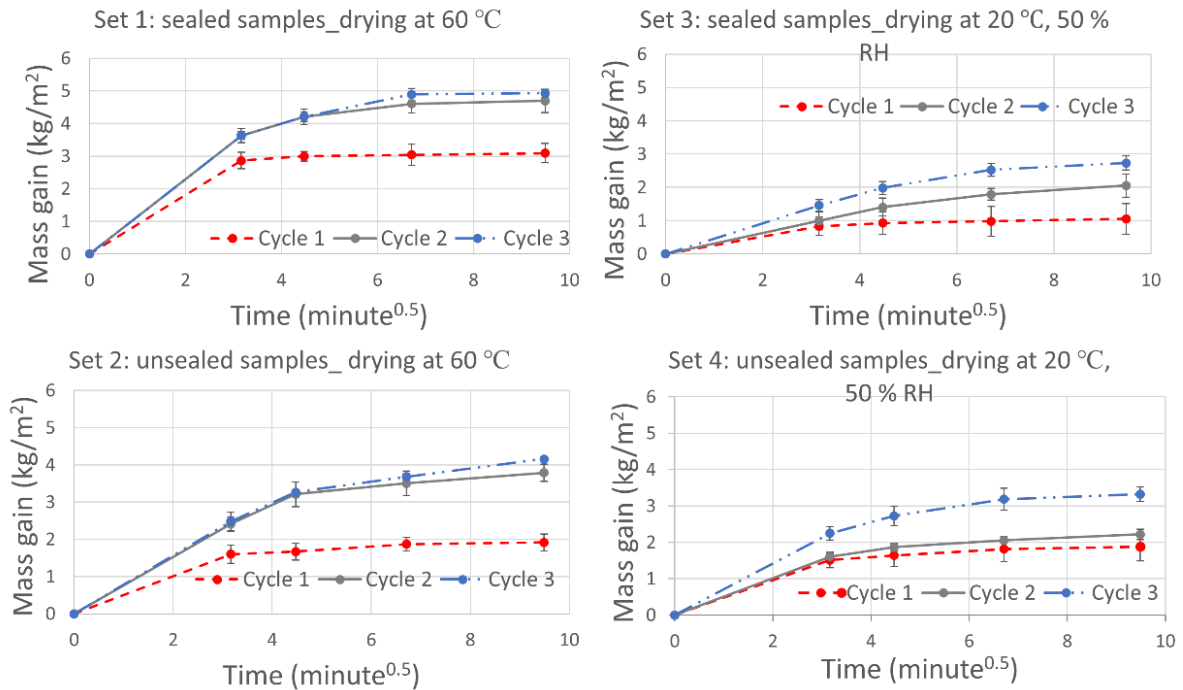 Set 1: sealed samples_drying at 60 ℃
6
5
4
3
2
1
0
Mass gain (kg/m²)
Cycle 1 Cycle 2 Cycle 3
0 2 4 6 8 10
Time (minute⁰·⁵)
Set 3: sealed samples_drying at 20 ℃, 50 %
RH
6
5
4
3
2
1
0
Mass gain (kg/m²)
Cycle 1 Cycle 2 Cycle 3
0 2 4 6 8 10
Time (minute⁰·⁵)
Set 2: unsealed samples_ drying at 60 ℃
6
5
4
3
2
1
0
Mass gain (kg/m²)
Cycle 1 Cycle 2 Cycle 3
0 2 4 6 8 10
Time (minute⁰·⁵)
Set 4: unsealed samples_drying at 20 ℃,
50 % RH
6
5
4
3
2
1
0
Mass gain (kg/m²)
Cycle 1 Cycle 2 Cycle 3
0 2 4 6 8 10
Time (minute⁰·⁵)